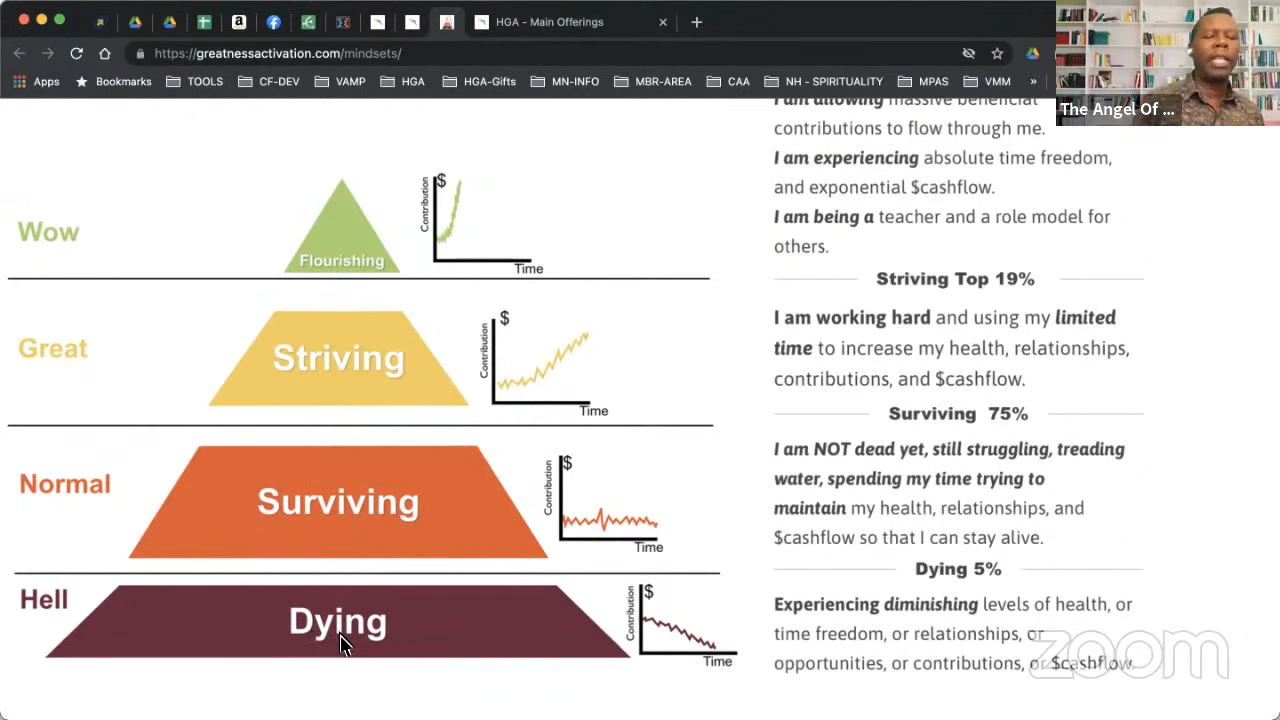 HGA - Main Offerings
https://greatnessactivation.com/mindsets/
Apps
Bookmarks
TOOLS
CF-DEV
VAMP
HGA
HGA-Gifts
MN-INFO
MBR-AREA
CAA
NH - SPIRITUALITY
MPAS
VMM
»
The Angel Of ...
I am allowing massive beneficial
contributions to flow through me.
I am experiencing absolute time freedom,
and exponential $cashflow.
I am being a teacher and a role model for
others.
Wow
Flourishing
Contribution
$
Time
Striving Top 19%
I am working hard and using my limited
time to increase my health, relationships,
contributions, and $cashflow.
Great
Striving
Contribution
$
Time
Surviving 75%
I am NOT dead yet, still struggling, treading
water, spending my time trying to
maintain my health, relationships, and
$cashflow so that I can stay alive.
Normal
Surviving
Contribution
$
Time
Dying 5%
Experiencing diminishing levels of health, or
time freedom, or relationships, or
opportunities, or contributions, or $cashflow.
Hell
Dying
Contribution
$
Time
zoom